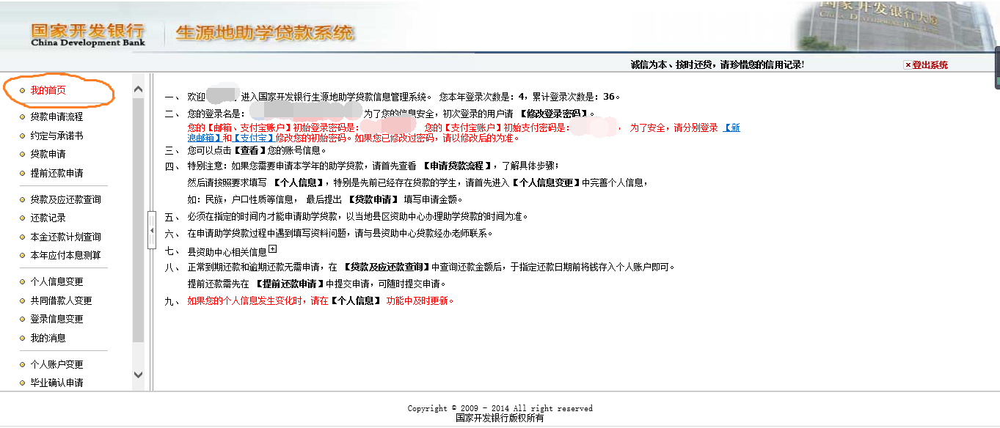 国家开发银行
China Development Bank
生源地助学贷款系统
国家开发银行大厦
诚信为本、按时还贷，请珍惜您的信用记录!
×登出系统
我的首页
贷款申请流程
约定与承诺书
贷款申请
提前还款申请
贷款及应还款查询
还款记录
本金还款计划查询
本年应付本息测算
个人信息变更
共同借款人变更
登录信息变更
我的消息
个人账户变更
毕业确认申请
一、 欢迎 ，进入国家开发银行生源地助学贷款信息管理系统。 您本年登录次数是：4，累计登录次数是：36。
二、 您的登录名是： 为了您的信息安全，初次登录的用户请 【修改登录密码】。
您的【邮箱、支付宝账户】初始登录密码是： 您的【支付宝账户】初始支付密码是： ， 为了安全，请分别登录 【新
浪邮箱】和【支付宝】修改您的初始密码。如果您已修改过密码，请以修改后的为准。
三、 您可以点击【查看】您的账号信息。
四、 特别注意：如果您需要申请本学年的助学贷款，请首先查看 【申请贷款流程】，了解具体步骤；
然后请按照要求填写 【个人信息】，特别是先前已经存在贷款的学生，请首先进入【个人信息变更】中完善个人信息，
如：民族，户口性质等信息， 最后提出 【贷款申请】 填写申请金额。
五、 必须在指定的时间内才能申请助学贷款，以当地县区资助中心办理助学贷款的时间为准。
六、 在申请助学贷款过程中遇到填写资料问题，请与县资助中心贷款经办老师联系。
七、 县资助中心相关信息
八、 正常到期还款和逾期还款无需申请，在 【贷款及应还款查询】中查询还款金额后，于指定还款日期前将钱存入个人账户即可。
提前还款需先在 【提前还款申请】中提交申请，可随时提交申请。
九、 如果您的个人信息发生变化时，请在【个人信息】 功能中及时更新。
Copyright © 2009 - 2014 All right reserved
国家开发银行版权所有